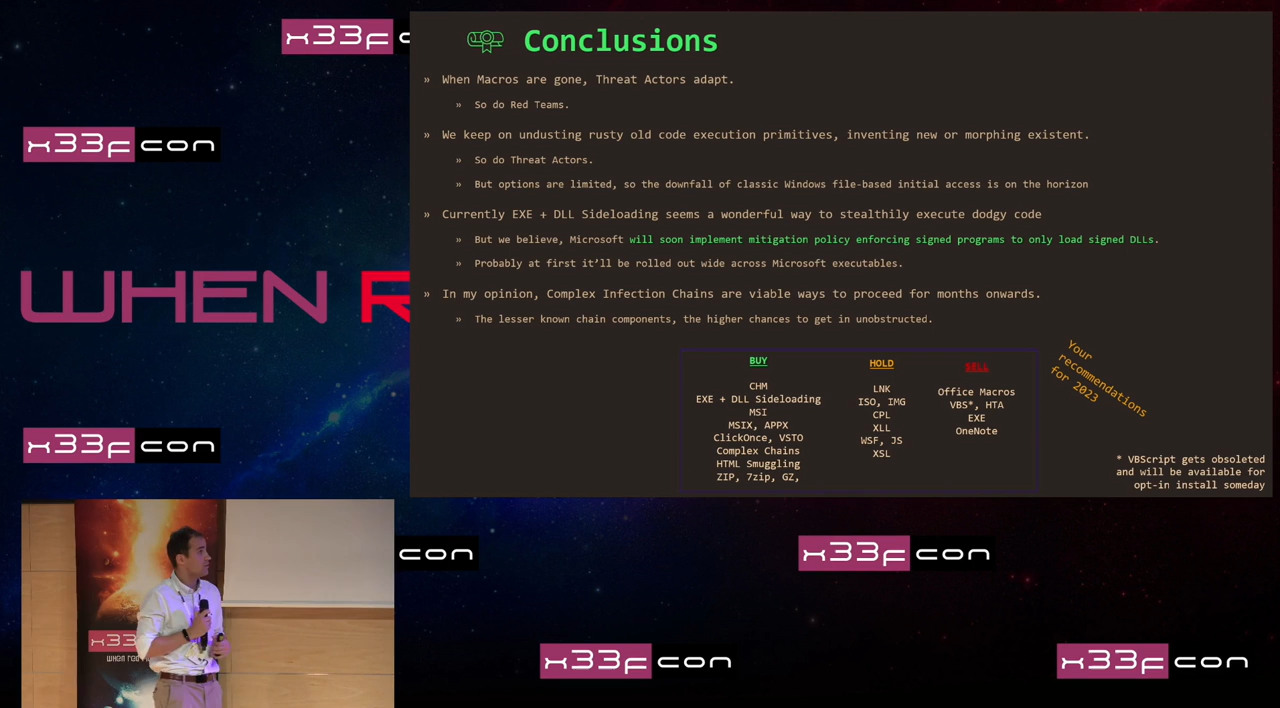 x33fc
Conclusions
» When Macros are gone, Threat Actors adapt.
» So do Red Teams.
» We keep on undusting rusty old code execution primitives, inventing new or morphing existent.
» So do Threat Actors.
» But options are limited, so the downfall of classic Windows file-based initial access is on the horizon
» Currently EXE + DLL Sideloading seems a wonderful way to stealthily execute dodgy code
» But we believe, Microsoft will soon implement mitigation policy enforcing signed programs to only load signed DLLs.
» Probably at first it’ll be rolled out wide across Microsoft executables.
» In my opinion, Complex Infection Chains are viable ways to proceed for months onwards.
» The lesser known chain components, the higher chances to get in unobstructed.
BUY
CHM
EXE + DLL Sideloading
MSI
MSIX, APPX
ClickOnce, VSTO
Complex Chains
HTML Smuggling
ZIP, 7zip, GZ,
HOLD
LNK
ISO, IMG
CPL
XLL
WSF, JS
XSL
SELL
Office Macros
VBS*, HTA
EXE
OneNote
Your
recommendations
for 2023
* VBScript gets obsoleted
and will be available for
opt-in install someday
x33fcon
WHEN R
x33fcon
con
x33fcon
x33fcon
x33fcon
x33